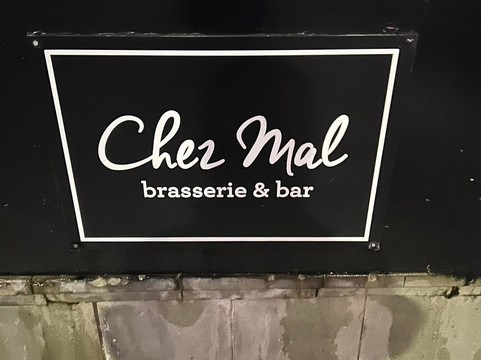 Chez Mal
brasserie & bar